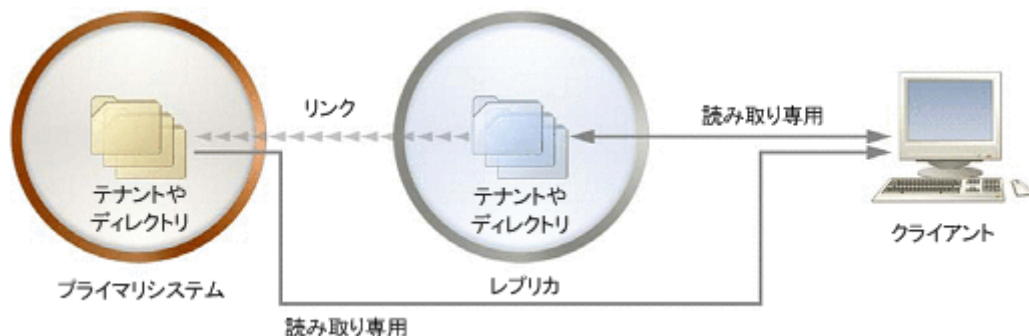 リンク
読み取り専用
テナントや
ディレクトリ
テナントや
ディレクトリ
クライアント
プライマリシステム
レプリカ
読み取り専用